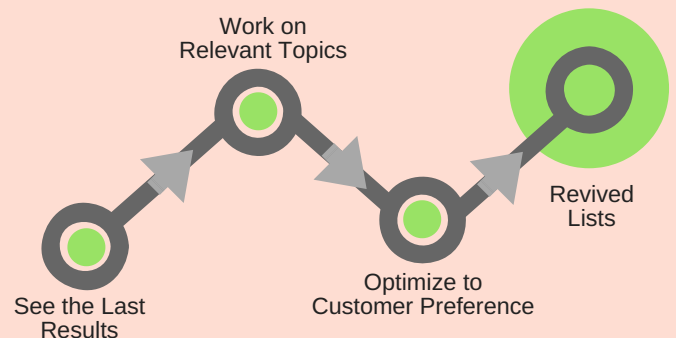 Work on
Relevant Topics
Revived
Lists
Optimize to
Customer Preference
See the Last
Results